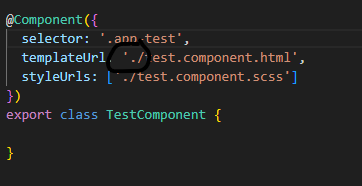 @Component({
selector: '.app-test',
templateUrl: './test.component.html',
styleUrls: ['./test.component.scss']
})
export class TestComponent {
}